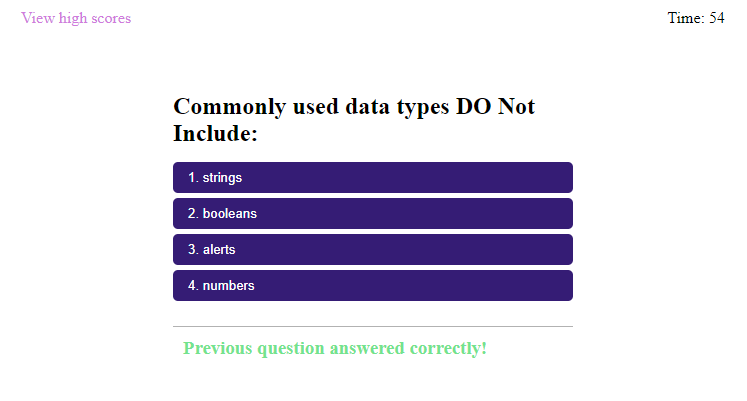 View high scores
Time: 54
Commonly used data types DO Not
Include:
1. strings
2. booleans
3. alerts
4. numbers
Previous question answered correctly!